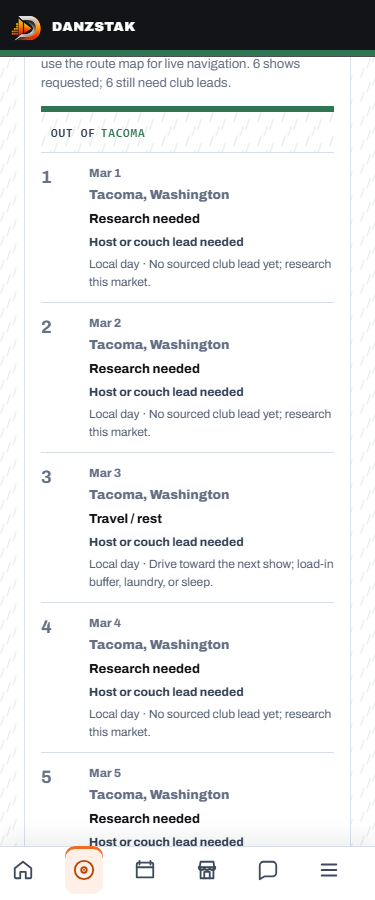 DANZSTAK
use the route map for live navigation. 6 shows
requested; 6 still need club leads.
OUT OF TACOMA
1
Mar 1
Tacoma, Washington
Research needed
Host or couch lead needed
Local day · No sourced club lead yet; research
this market.
2
Mar 2
Tacoma, Washington
Research needed
Host or couch lead needed
Local day · No sourced club lead yet; research
this market.
3
Mar 3
Tacoma, Washington
Travel / rest
Host or couch lead needed
Local day · Drive toward the next show; load-in
buffer, laundry, or sleep.
4
Mar 4
Tacoma, Washington
Research needed
Host or couch lead needed
Local day · No sourced club lead yet; research
this market.
5
Mar 5
Tacoma, Washington
Research needed
Host or couch lead needed